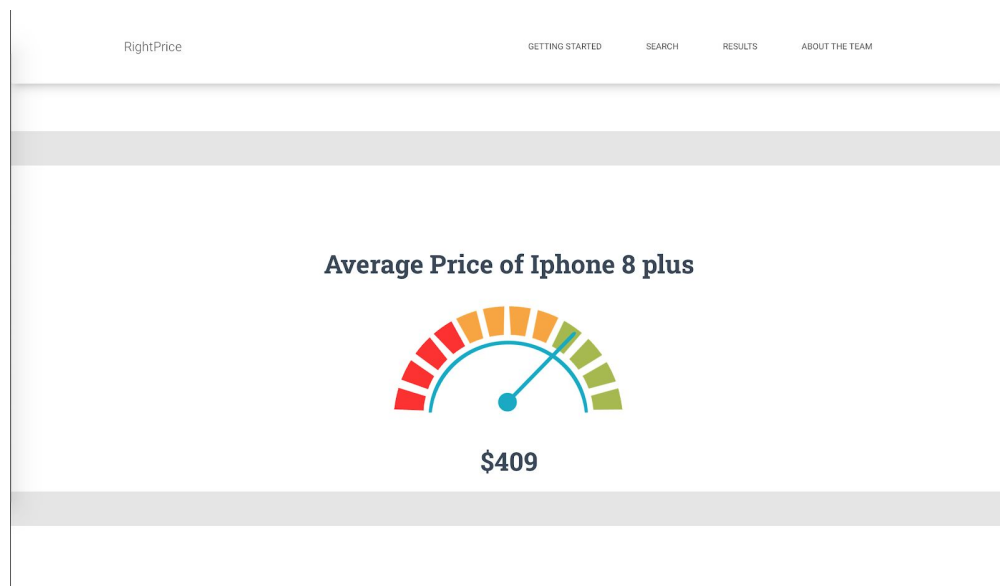 RightPrice
GETTING STARTED SEARCH RESULTS ABOUT THE TEAM
Average Price of Iphone 8 plus
$409